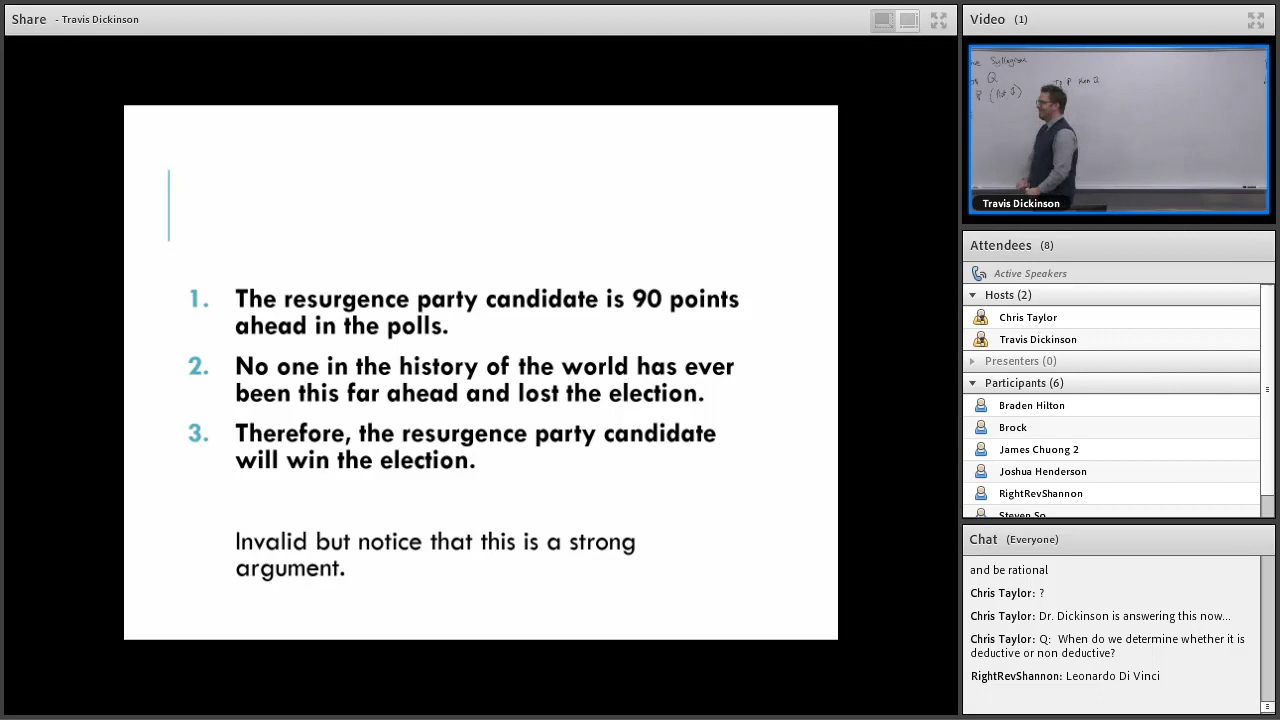 Share - Travis Dickinson
Video (1)
Syllogism
Q
Travis Dickinson
Attendees (8)
Active Speakers
Hosts (2)
Chris Taylor
Travis Dickinson
Presenters (0)
Participants (6)
Braden Hilton
Brock
James Chuong 2
Joshua Henderson
RightRevShannon
Steven So
1. The resurgence party candidate is 90 points
ahead in the polls.
2. No one in the history of the world has ever
been this far ahead and lost the election.
3. Therefore, the resurgence party candidate
will win the election.
Invalid but notice that this is a strong
argument.
Chat (Everyone)
and be rational
Chris Taylor: ?
Chris Taylor: Dr. Dickinson is answering this now...
Chris Taylor: Q: When do we determine whether it is
deductive or non deductive?
RightRevShannon: Leonardo Di Vinci